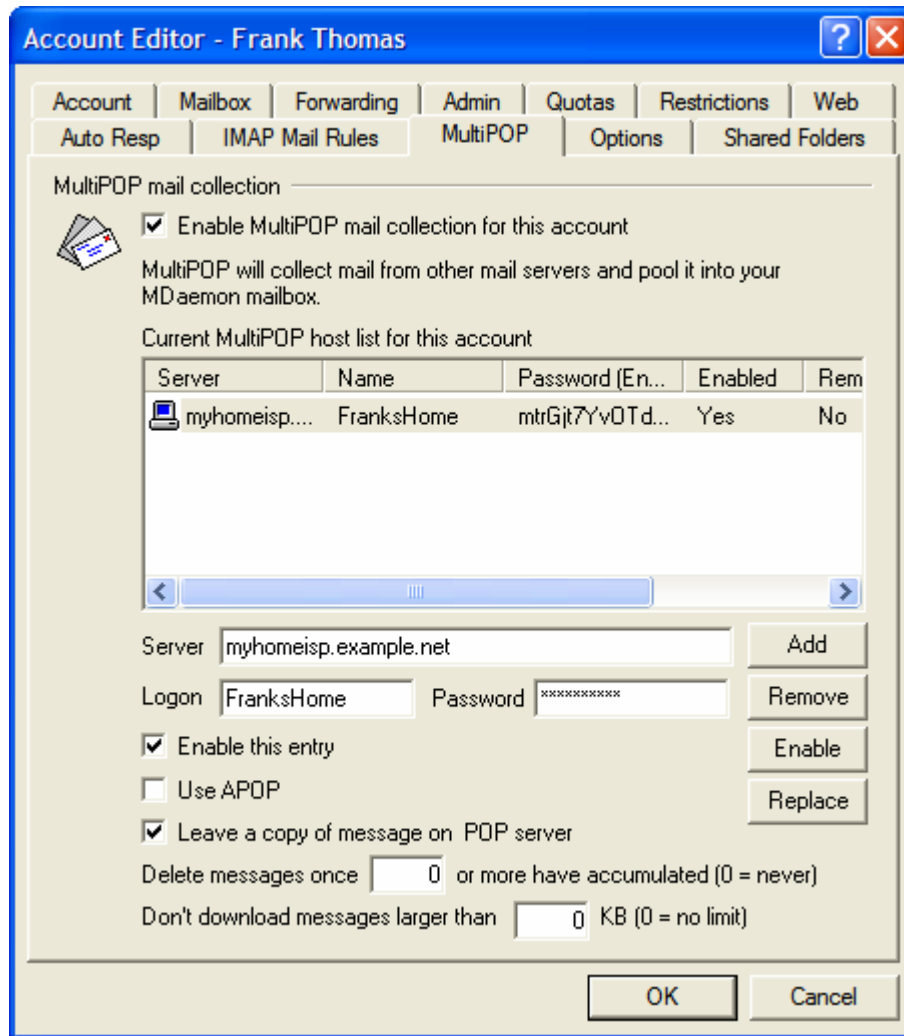 Account Editor - Frank Thomas
Account Mailbox Forwarding Admin Quotas Restrictions Web
Auto Resp IMAP Mail Rules MultiPOP Options Shared Folders
MultiPOP mail collection
Enable MultiPOP mail collection for this account
MultiPOP will collect mail from other mail servers and pool it into your
MDaemon mailbox.
Current MultiPOP host list for this account
Server Name Password (En... Enabled Rem
myhomeisp.... FranksHome mtrGjt7YvOTd... Yes No
Server myhomeisp.example.net Add
Logon FranksHome Password ********** Remove
Enable this entry Enable
Use APOP Replace
Leave a copy of message on POP server
Delete messages once 0 or more have accumulated (0 = never)
Don't download messages larger than 0 KB (0 = no limit)
OK Cancel